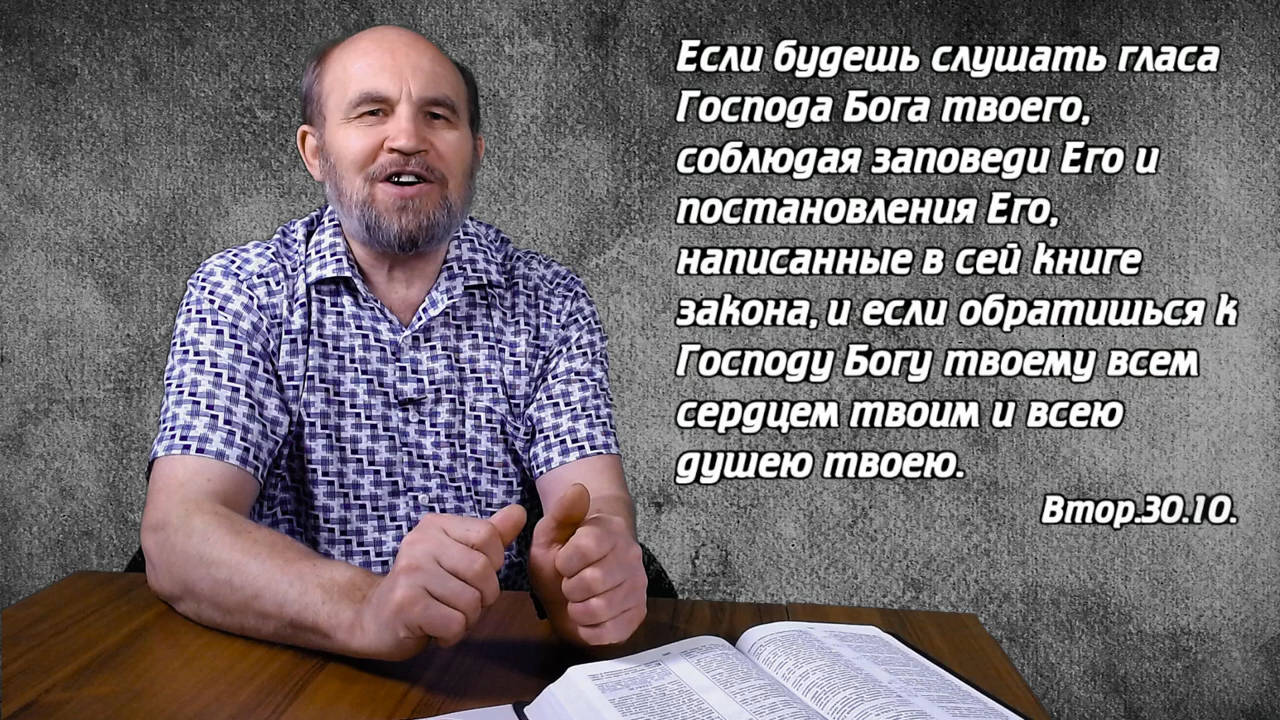 Если будешь слушать гласа
Господа Бога твоего,
соблюдая заповеди Его и
постановления Его,
написанные в сей книге
закона, и если обратишься к
Господу Богу твоему всем
сердцем твоим и всею
душею твоею.
Втор.30.10.